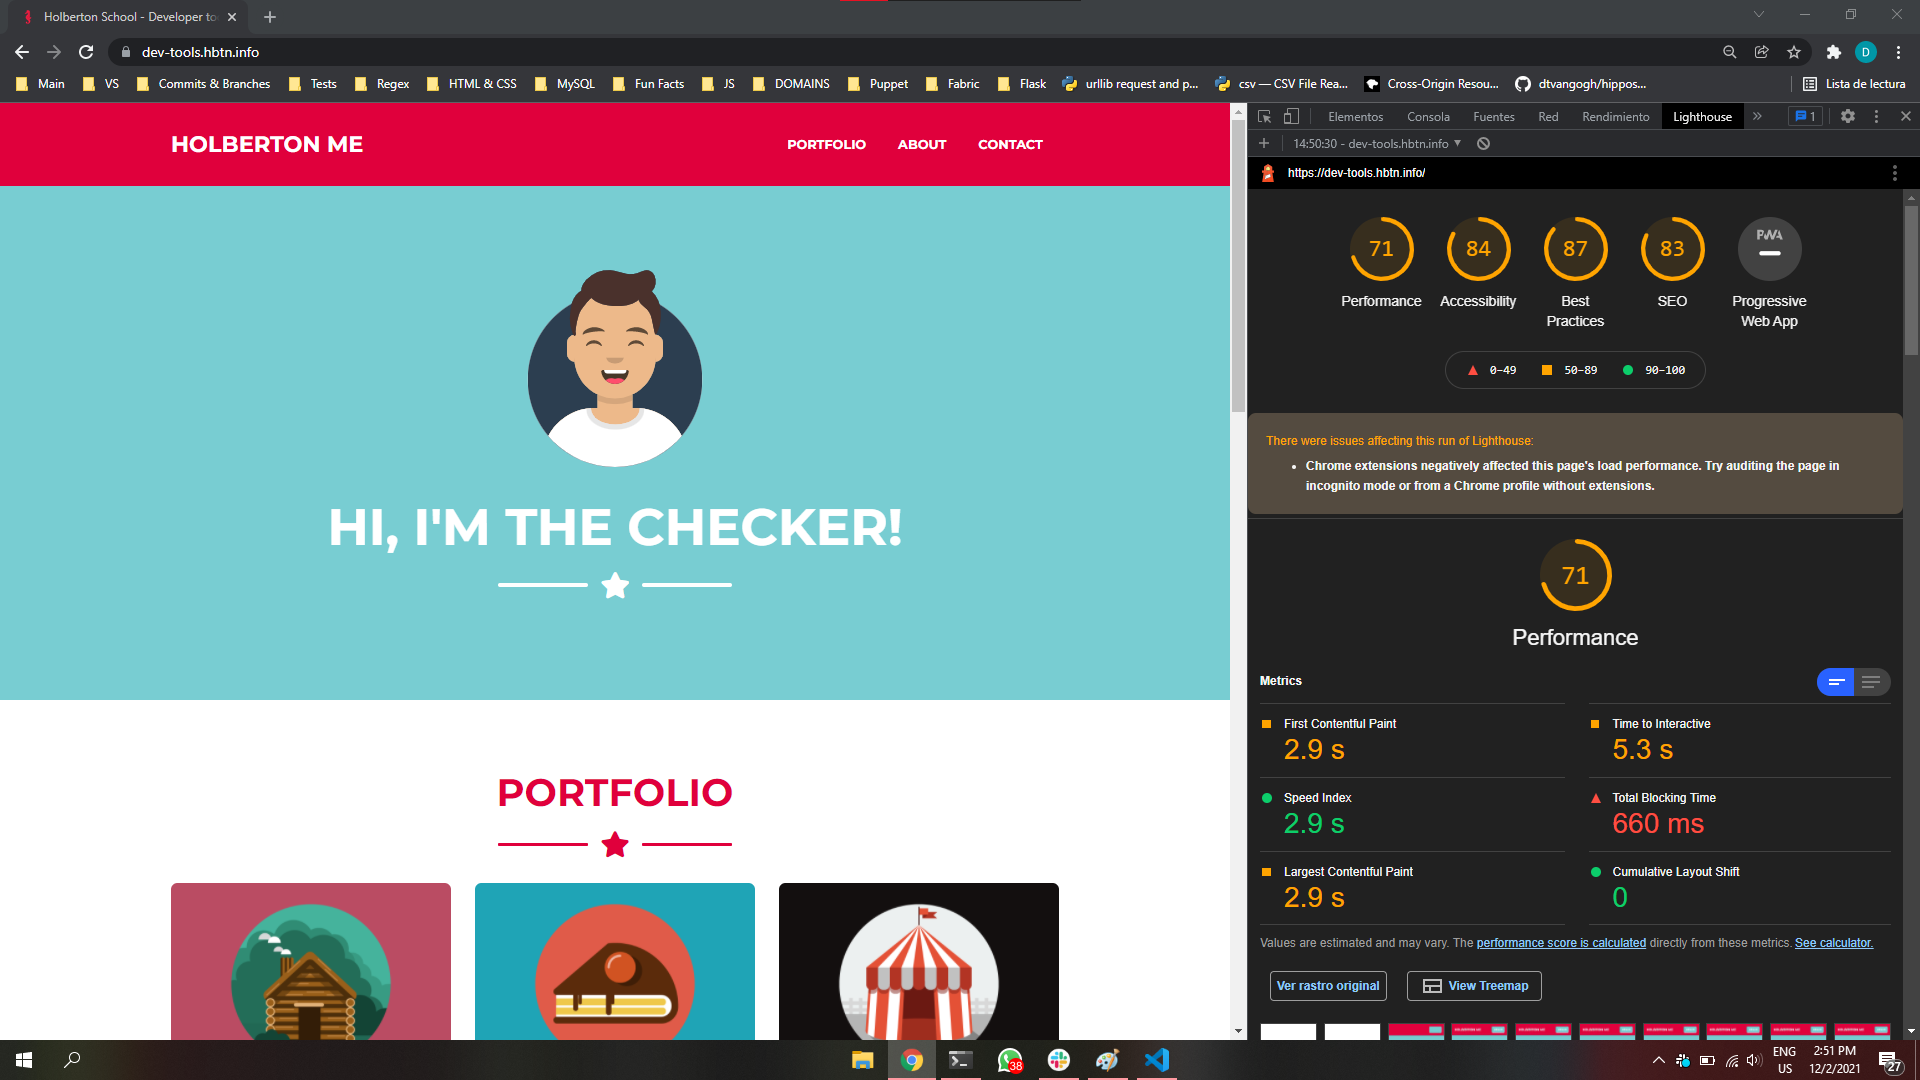 Holberton School - Developer to
dev-tools.hbtn.info
D
Main
VS
Commits & Branches
Tests
Regex
HTML & CSS
MySQL
Fun Facts
JS
DOMAINS
Puppet
Fabric
Flask
urllib request and p...
csv — CSV File Rea...
Cross-Origin Resou...
dtvangogh/hippos...
Lista de lectura
HOLBERTON ME
PORTFOLIO
ABOUT
CONTACT
HI, I'M THE CHECKER!
PORTFOLIO
Elementos
Consola
Fuentes
Red
Rendimiento
Lighthouse
1
14:50:30 - dev-tools.hbtn.info
https://dev-tools.hbtn.info/
71
84
87
83
PWA
Performance
Accessibility
Best
Practices
SEO
Progressive
Web App
0–49
50–89
90–100
There were issues affecting this run of Lighthouse:
Chrome extensions negatively affected this page's load performance. Try auditing the page in
incognito mode or from a Chrome profile without extensions.
71
Performance
Metrics
First Contentful Paint
2.9 s
Time to Interactive
5.3 s
Speed Index
2.9 s
Total Blocking Time
660 ms
Largest Contentful Paint
2.9 s
Cumulative Layout Shift
0
Values are estimated and may vary. The performance score is calculated directly from these metrics. See calculator.
Ver rastro original
View Treemap
38
ENG
US
2:51 PM
12/2/2021
27